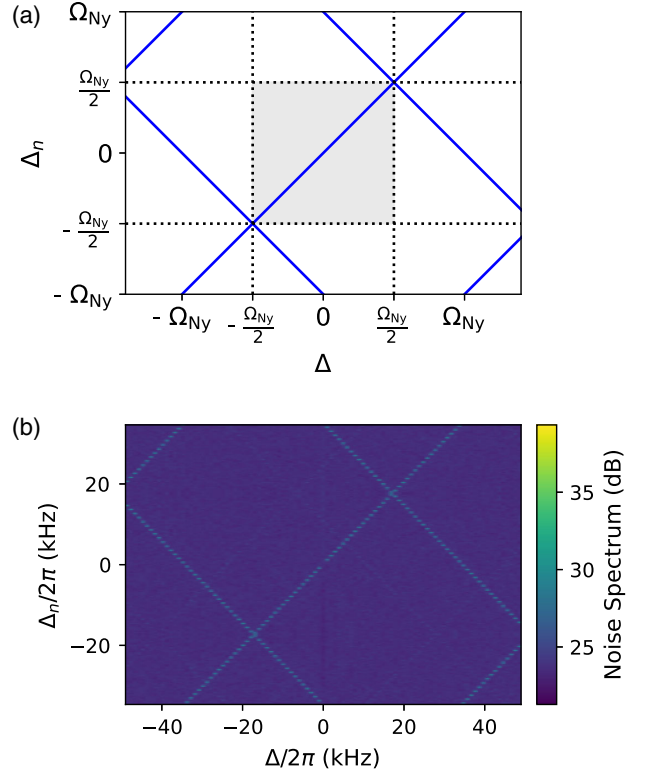 (a)
Ω_Ny
Ω_Ny/2
0
- Ω_Ny/2
- Ω_Ny
Δ_n
- Ω_Ny - Ω_Ny/2 0 Ω_Ny/2 Ω_Ny
Δ
(b)
20
0
−20
Δ_n/2π (kHz)
−40 −20 0 20 40
Δ/2π (kHz)
35
30
25
Noise Spectrum (dB)